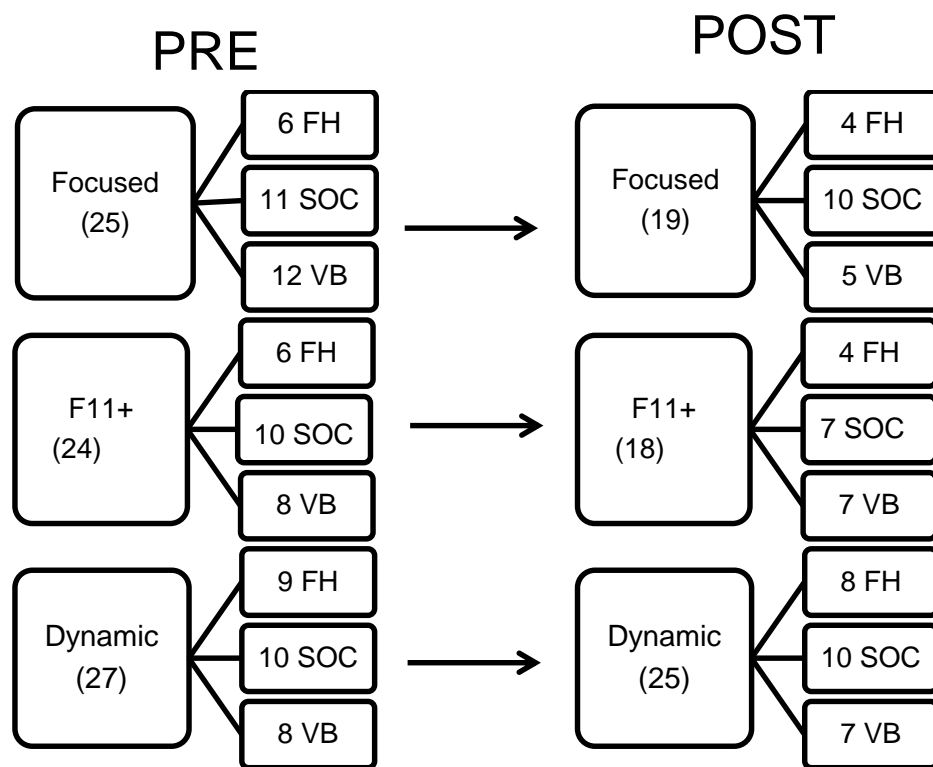 PRE
POST
Focused
(25)
6 FH
11 SOC
12 VB
Focused
(19)
4 FH
10 SOC
5 VB
F11+
(24)
6 FH
10 SOC
8 VB
F11+
(18)
4 FH
7 SOC
7 VB
Dynamic
(27)
9 FH
10 SOC
8 VB
Dynamic
(25)
8 FH
10 SOC
7 VB